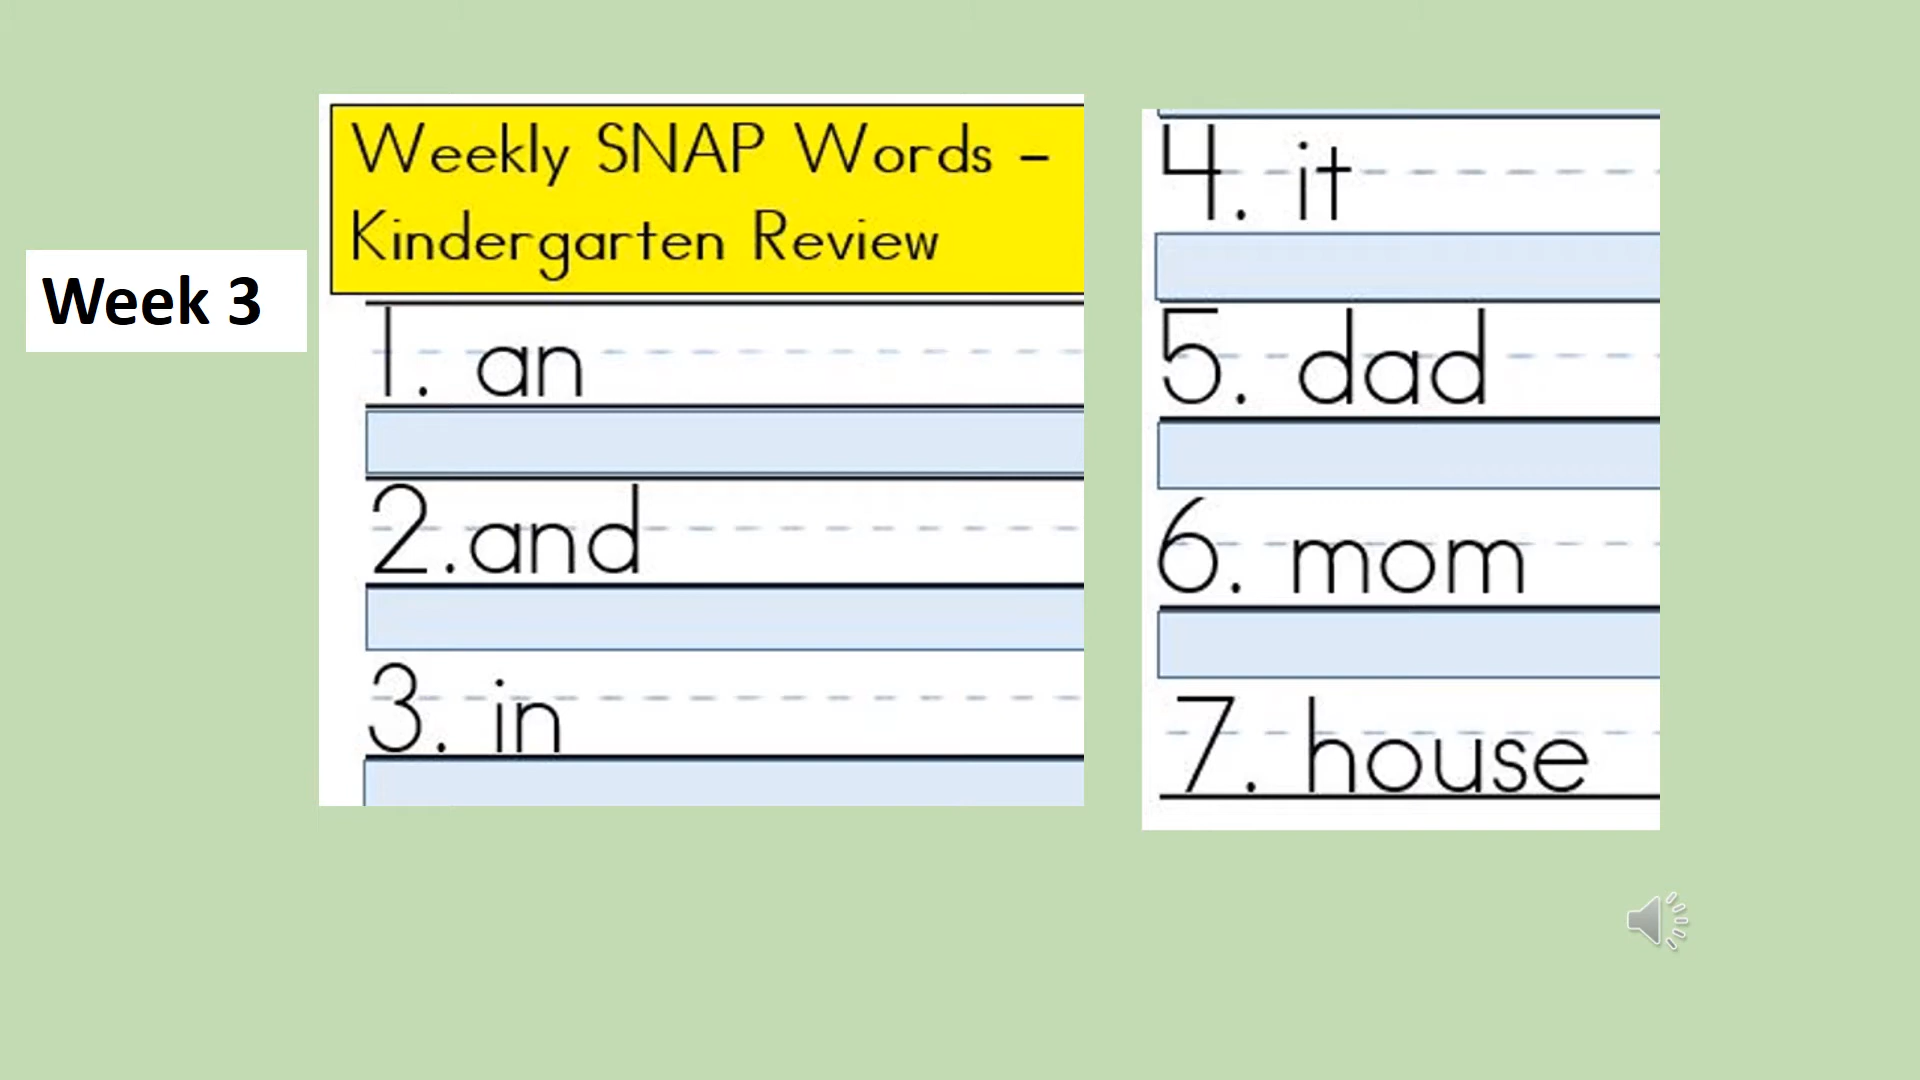 Week 3
Weekly SNAP Words –
Kindergarten Review
1. an
2.and
3. in
4. it
5. dad
6. mom
7. house